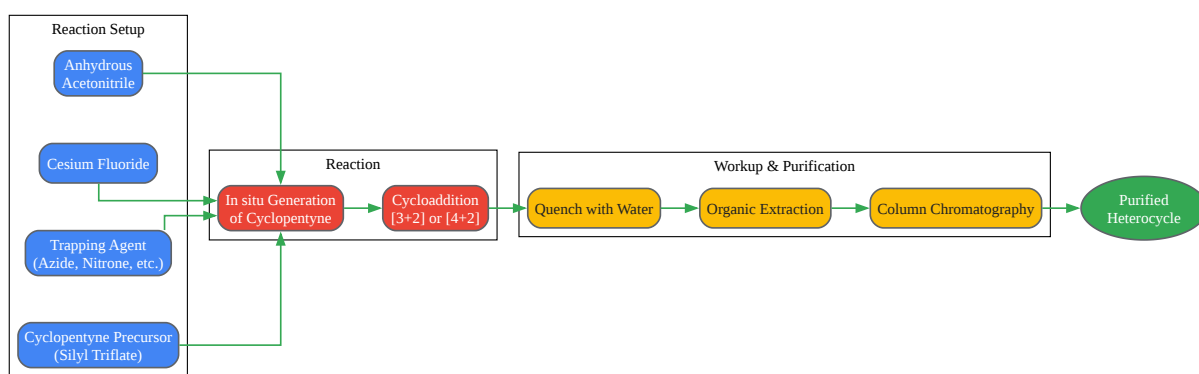 Reaction Setup
Anhydrous
Acetonitrile
Cesium Fluoride
Trapping Agent
(Azide, Nitrone, etc.)
Cyclopentyne Precursor
(Silyl Triflate)
Reaction
In situ Generation
of Cyclopentyne
Cycloaddition
[3+2] or [4+2]
Workup & Purification
Quench with Water
Organic Extraction
Column Chromatography
Purified
Heterocycle